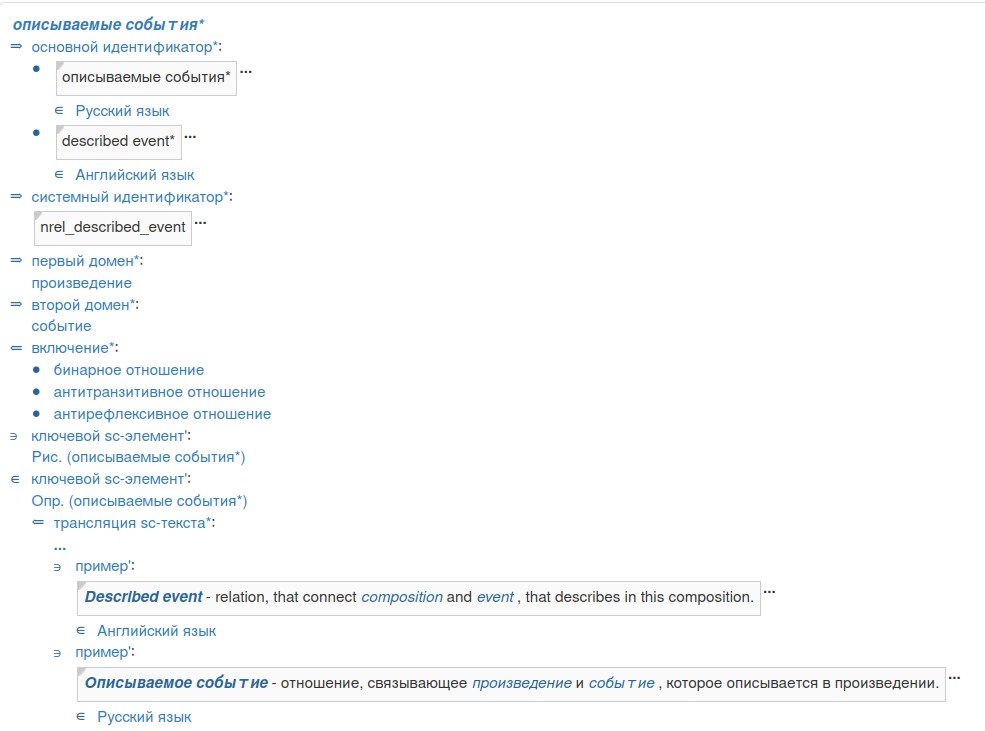 описываемые события*
⇒ основной идентификатор*:
• описываемые события* ...
∈ Русский язык
• described event* ...
∈ Английский язык
⇒ системный идентификатор*:
nrel_described_event ...
⇒ первый домен*:
произведение
⇒ второй домен*:
событие
⇐ включение*:
• бинарное отношение
• антитранзитивное отношение
• антирефлексивное отношение
∋ ключевой sc-элемент':
Рис. (описываемые события*)
∈ ключевой sc-элемент':
Опр. (описываемые события*)
⇐ трансляция sc-текста*:
...
∋ пример':
Described event - relation, that connect composition and event , that describes in this composition. ...
∈ Английский язык
∋ пример':
Описываемое событие - отношение, связывающее произведение и событие , которое описывается в произведении. ...
∈ Русский язык